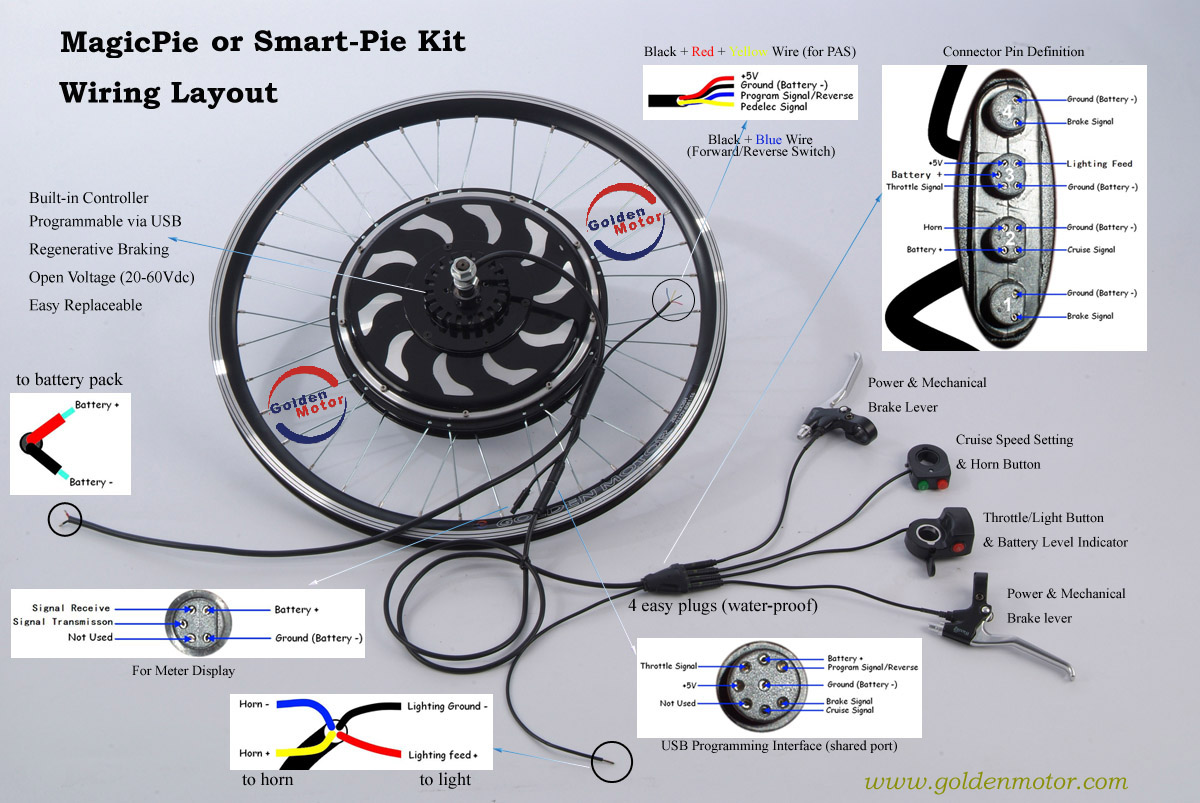 MagicPie or Smart-Pie Kit
Wiring Layout
Black + Red + Yellow Wire (for PAS)
+5V
Ground (Battery -)
Program Signal/Reverse
Pedelec Signal
Black + Blue Wire
(Forward/Reverse Switch)
Connector Pin Definition
4
Ground (Battery -)
Brake Signal
3
+5V
Battery +
Throttle Signal
Lighting Feed
Ground (Battery -)
2
Horn
Battery +
Ground (Battery -)
Cruise Signal
1
Ground (Battery -)
Brake Signal
Built-in Controller
Programmable via USB
Regenerative Braking
Open Voltage (20-60Vdc)
Easy Replaceable
Golden
Motor
Golden
Motor
GOLDEN MOTOR
to battery pack
Battery +
Battery -
Power & Mechanical
Brake Lever
Cruise Speed Setting
& Horn Button
Throttle/Light Button
& Battery Level Indicator
Power & Mechanical
Brake lever
4 easy plugs (water-proof)
Signal Receive
Signal Transmisson
Not Used
Battery +
Ground (Battery -)
For Meter Display
Throttle Signal
+5V
Not Used
Battery +
Program Signal/Reverse
Ground (Battery -)
Brake Signal
Cruise Signal
USB Programming Interface (shared port)
Horn -
Horn +
Lighting Ground -
Lighting feed +
to horn
to light
www.goldenmotor.com